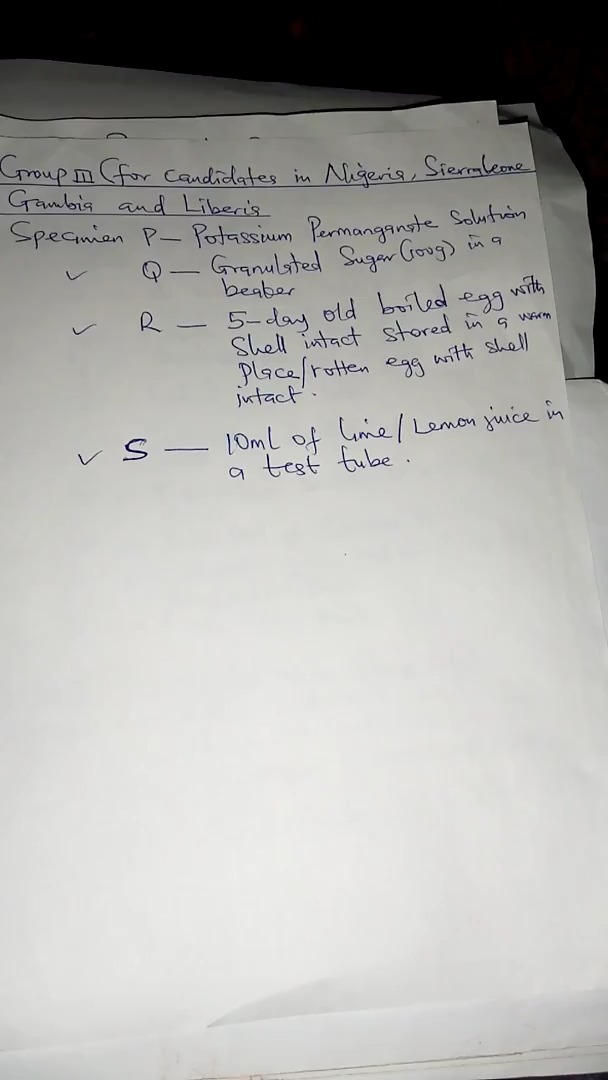 Group III (for candidates in Nigeria, Sierraleone
Gambia and Liberia
Specimen P — Potassium Permanganate Solution
✓ Q — Granulated Sugar (100g) in a
beaker
✓ R — 5-day old boiled egg with
Shell intact stored in a warm
place/rotten egg with shell
intact.
✓ S — 10ml of lime/Lemon juice in
a test tube.